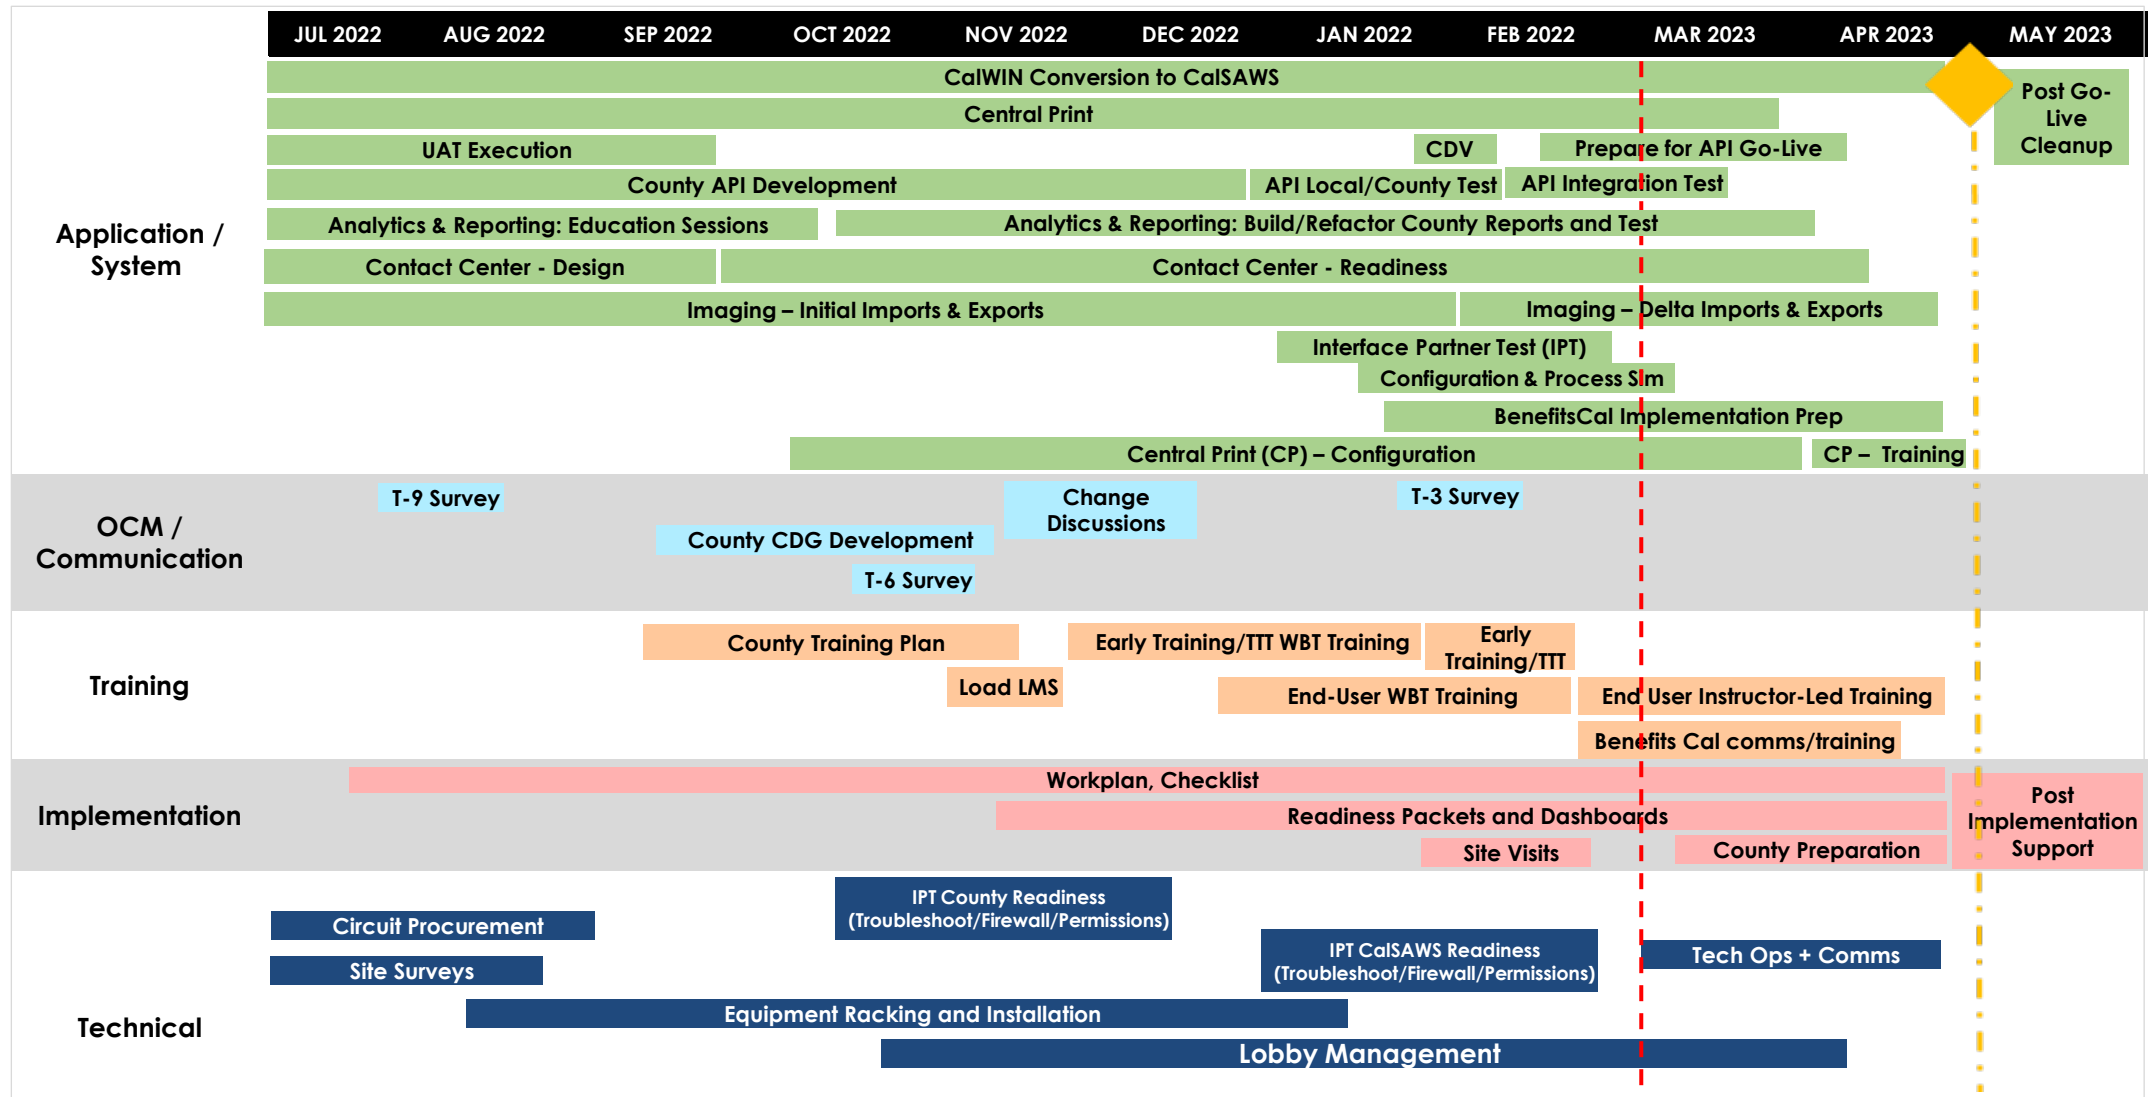 JUL 2022 AUG 2022 SEP 2022 OCT 2022 NOV 2022 DEC 2022 JAN 2022 FEB 2022 MAR 2023 APR 2023 MAY 2023
Application /
System
CalWIN Conversion to CalSAWS
Post Go-
Live
Cleanup
Central Print
UAT Execution
CDV
Prepare for API Go-Live
County API Development
API Local/County Test
API Integration Test
Analytics & Reporting: Education Sessions
Analytics & Reporting: Build/Refactor County Reports and Test
Contact Center - Design
Contact Center - Readiness
Imaging – Initial Imports & Exports
Imaging – Delta Imports & Exports
Interface Partner Test (IPT)
Configuration & Process Sim
BenefitsCal Implementation Prep
Central Print (CP) – Configuration
CP – Training
OCM /
Communication
T-9 Survey
Change
Discussions
T-3 Survey
County CDG Development
T-6 Survey
Training
County Training Plan
Early Training/TTT WBT Training
Early
Training/TTT
Load LMS
End-User WBT Training
End User Instructor-Led Training
Benefits Cal comms/training
Implementation
Workplan, Checklist
Readiness Packets and Dashboards
Site Visits
County Preparation
Post
Implementation
Support
Technical
IPT County Readiness
(Troubleshoot/Firewall/Permissions)
Circuit Procurement
IPT CalSAWS Readiness
(Troubleshoot/Firewall/Permissions)
Tech Ops + Comms
Site Surveys
Equipment Racking and Installation
Lobby Management